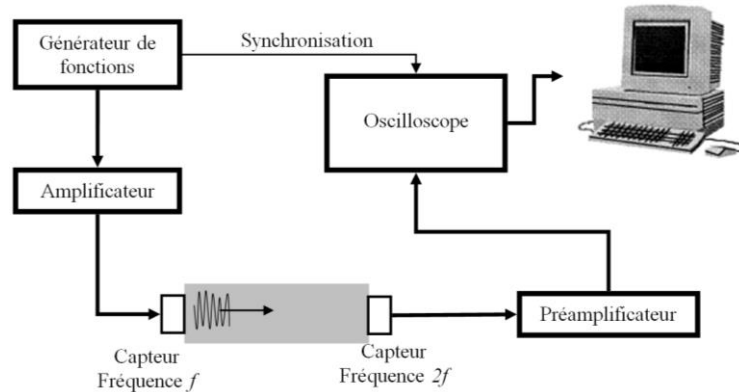 Générateur de
fonctions
Synchronisation
Oscilloscope
Amplificateur
Préamplificateur
Capteur
Fréquence f
Capteur
Fréquence 2f